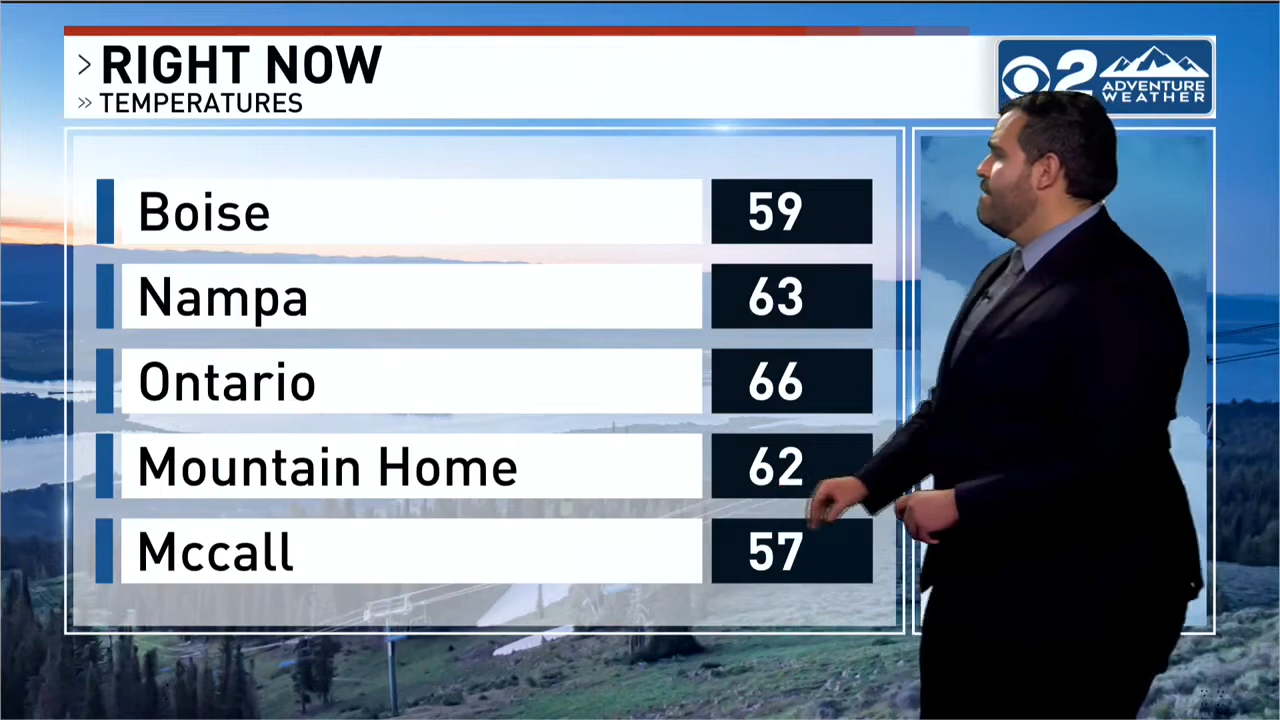 > RIGHT NOW
» TEMPERATURES
2 ADVENTURE
WEATHER
Boise 59
Nampa 63
Ontario 66
Mountain Home 62
Mccall 57